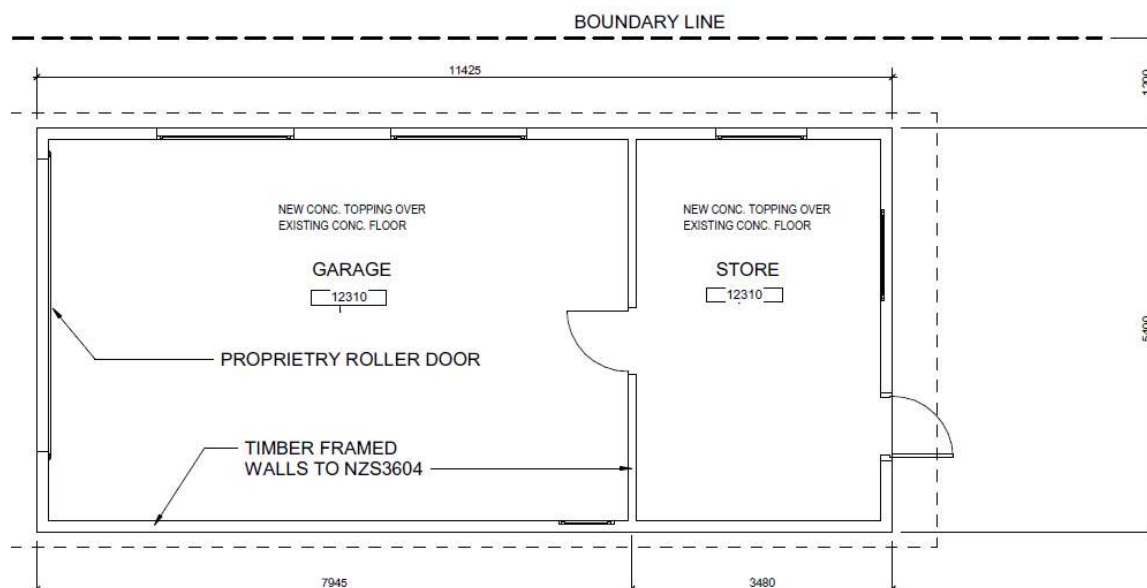 BOUNDARY LINE
11425
1200
NEW CONC. TOPPING OVER
EXISTING CONC. FLOOR
NEW CONC. TOPPING OVER
EXISTING CONC. FLOOR
GARAGE
STORE
12310
12310
5400
PROPRIETRY ROLLER DOOR
TIMBER FRAMED
WALLS TO NZS3604
7945
3480